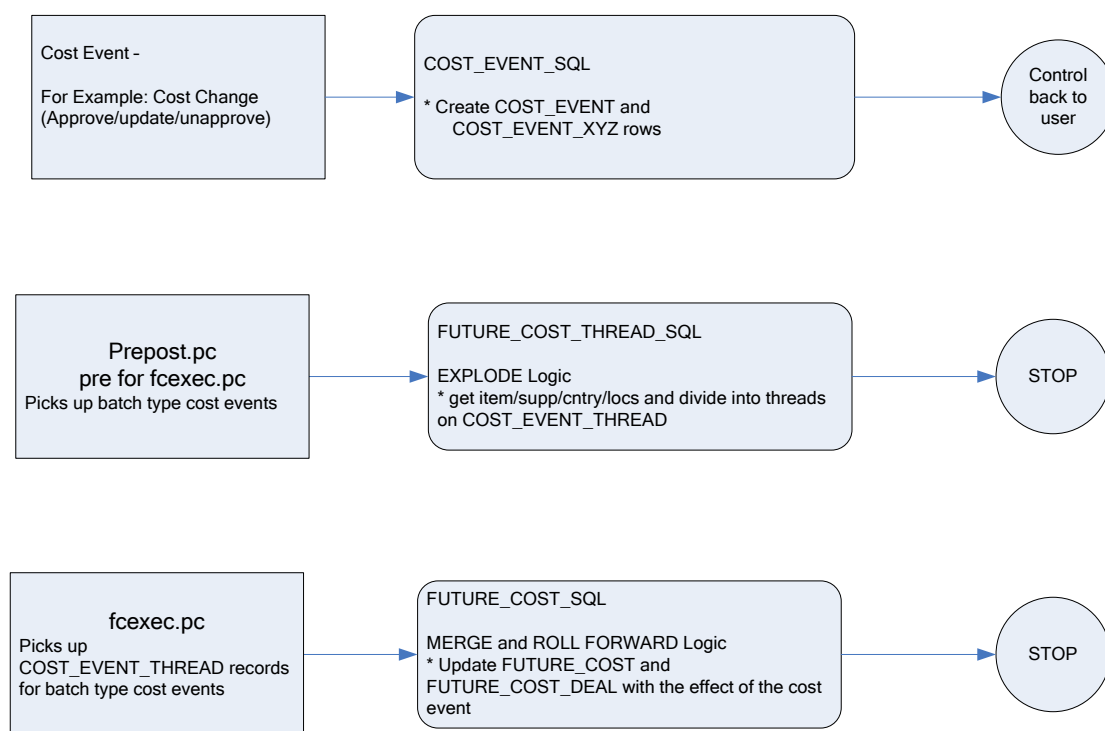 Cost Event –
For Example: Cost Change
(Approve/update/unapprove)
COST_EVENT_SQL
* Create COST_EVENT and
COST_EVENT_XYZ rows
Control
back to
user
Prepost.pc
pre for fcexec.pc
Picks up batch type cost events
FUTURE_COST_THREAD_SQL
EXPLODE Logic
* get item/supp/cntry/locs and divide into threads
on COST_EVENT_THREAD
STOP
fcexec.pc
Picks up
COST_EVENT_THREAD records
for batch type cost events
FUTURE_COST_SQL
MERGE and ROLL FORWARD Logic
* Update FUTURE_COST and
FUTURE_COST_DEAL with the effect of the cost
event
STOP